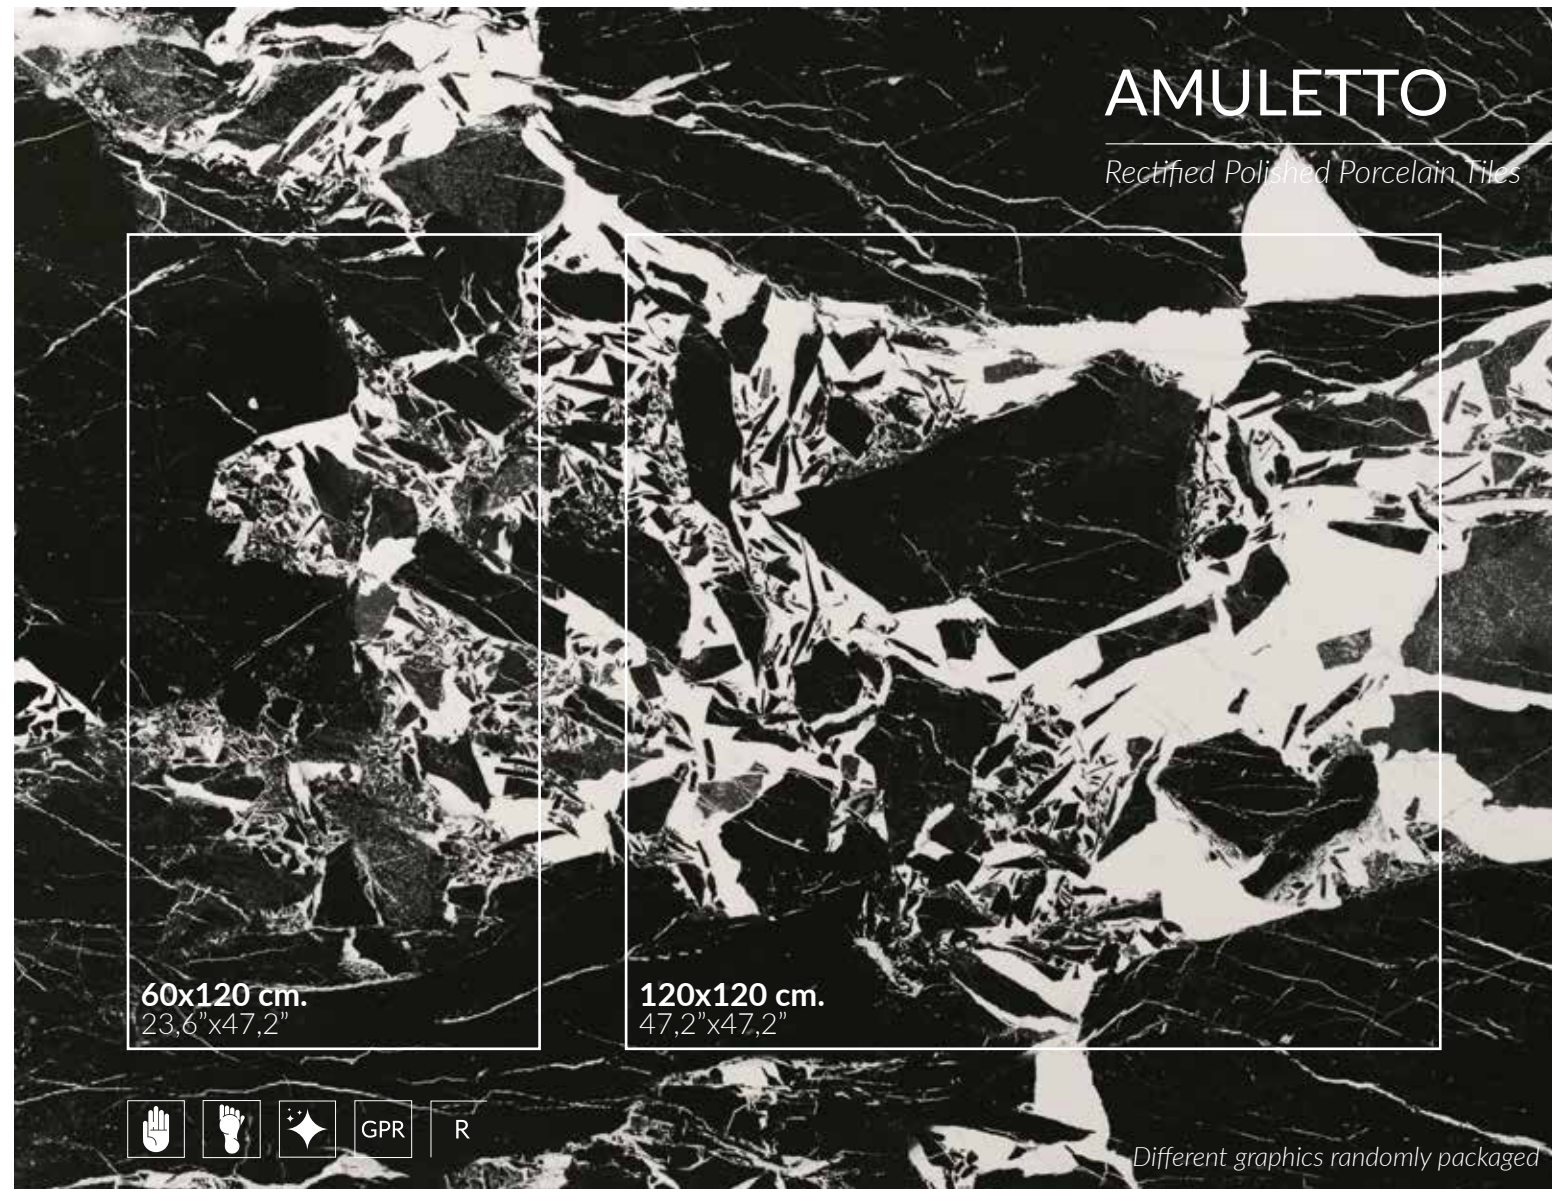 AMULETTO
Rectified Polished Porcelain Tiles
60x120 cm.
23,6”x47,2”
120x120 cm.
47,2”x47,2”
GPR
R
Different graphics randomly packaged